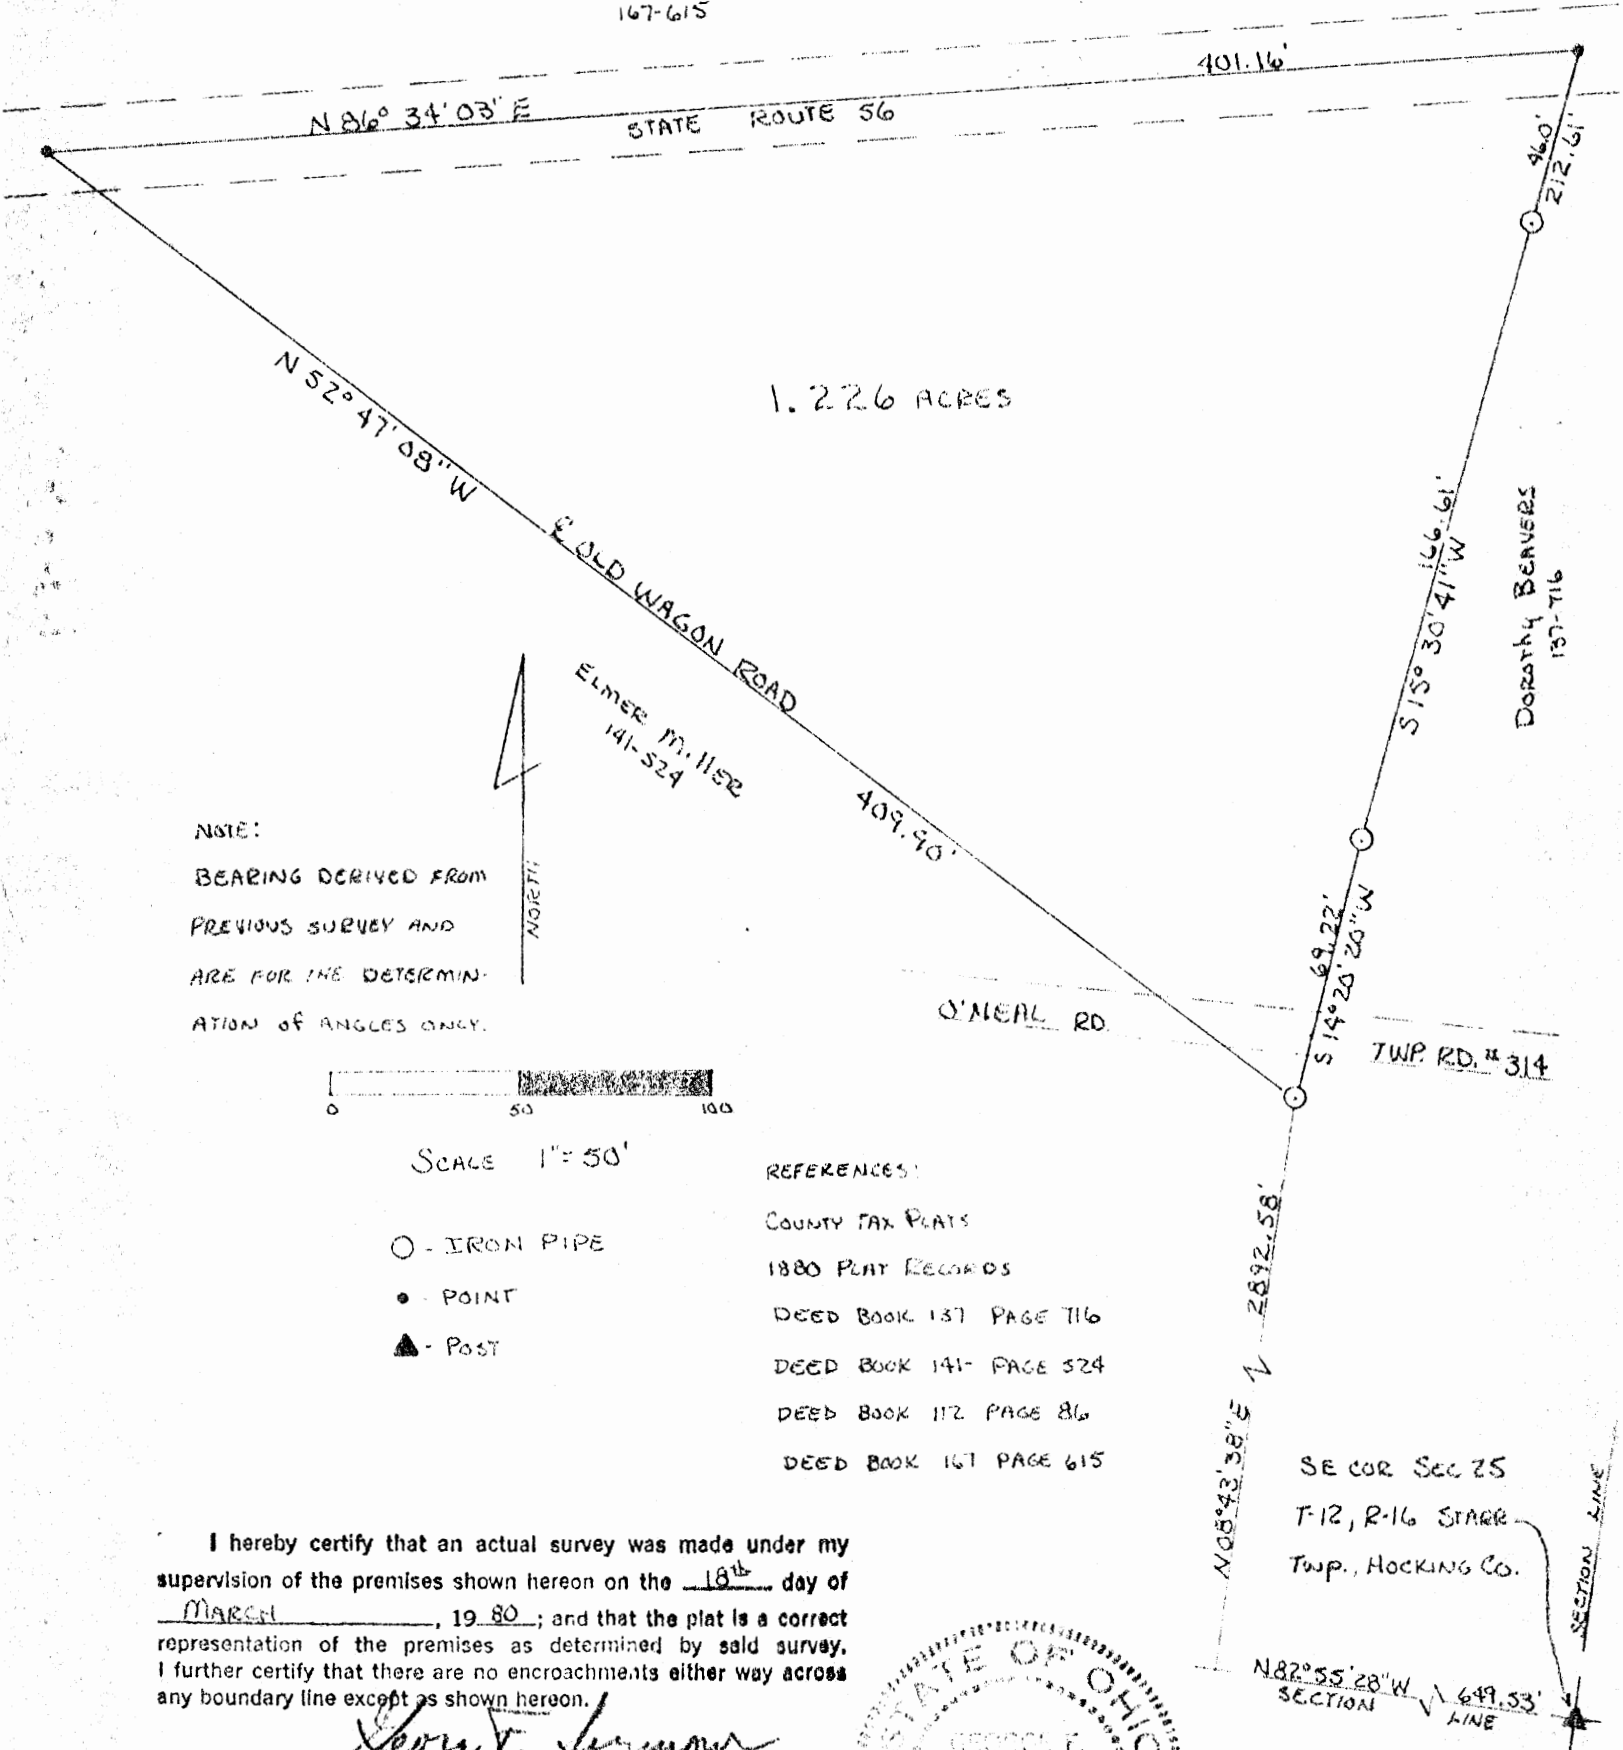 167-615
401.16'
N 86° 34' 03" E
STATE ROUTE 56
46.0'
212.61'
N 52° 47' 08" W
1.226 ACRES
166.61'
S 15° 30' 41" W
DOROTHY BEAVERS
137-716
℄ OLD WAGON ROAD
ELMER MILLER
141-524
409.90'
NOTE:
BEARING DERIVED FROM
PREVIOUS SURVEY AND
ARE FOR THE DETERMIN-
ATION OF ANGLES ONLY.
NORTH
69.22'
S 14° 20' 20" W
O'NEAL RD.
TWP. RD. # 314
0 50 100
SCALE 1" = 50'
O - IRON PIPE
• - POINT
▲ - POST
REFERENCES:
COUNTY TAX PLATS
1880 PLAT RECORDS
DEED BOOK 137 PAGE 716
DEED BOOK 141- PAGE 524
DEED BOOK 112 PAGE 86
DEED BOOK 167 PAGE 615
2892.58'
N 08° 43' 38" E
SE COR SEC 25
T-12, R-16 STARR
TWP., HOCKING CO.
SECTION LINE
N 82° 55' 28" W 649.53'
SECTION LINE
I hereby certify that an actual survey was made under my
supervision of the premises shown hereon on the 18th day of
MARCH, 19 80; and that the plat is a correct
representation of the premises as determined by said survey.
I further certify that there are no encroachments either way across
any boundary line except as shown hereon.
STATE OF OHIO
GEORGE F.